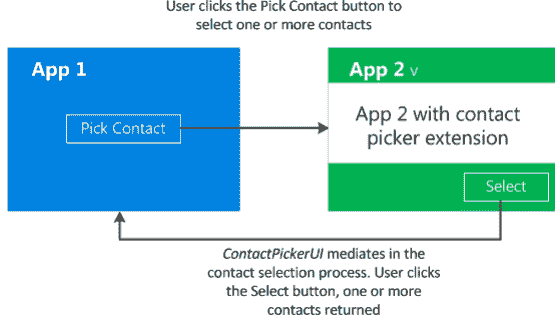 User clicks the Pick Contact button to
select one or more contacts
App 1
Pick Contact
App 2 v
App 2 with contact
picker extension
Select
ContactPickerUI mediates in the
contact selection process. User clicks
the Select button, one or more
contacts returned